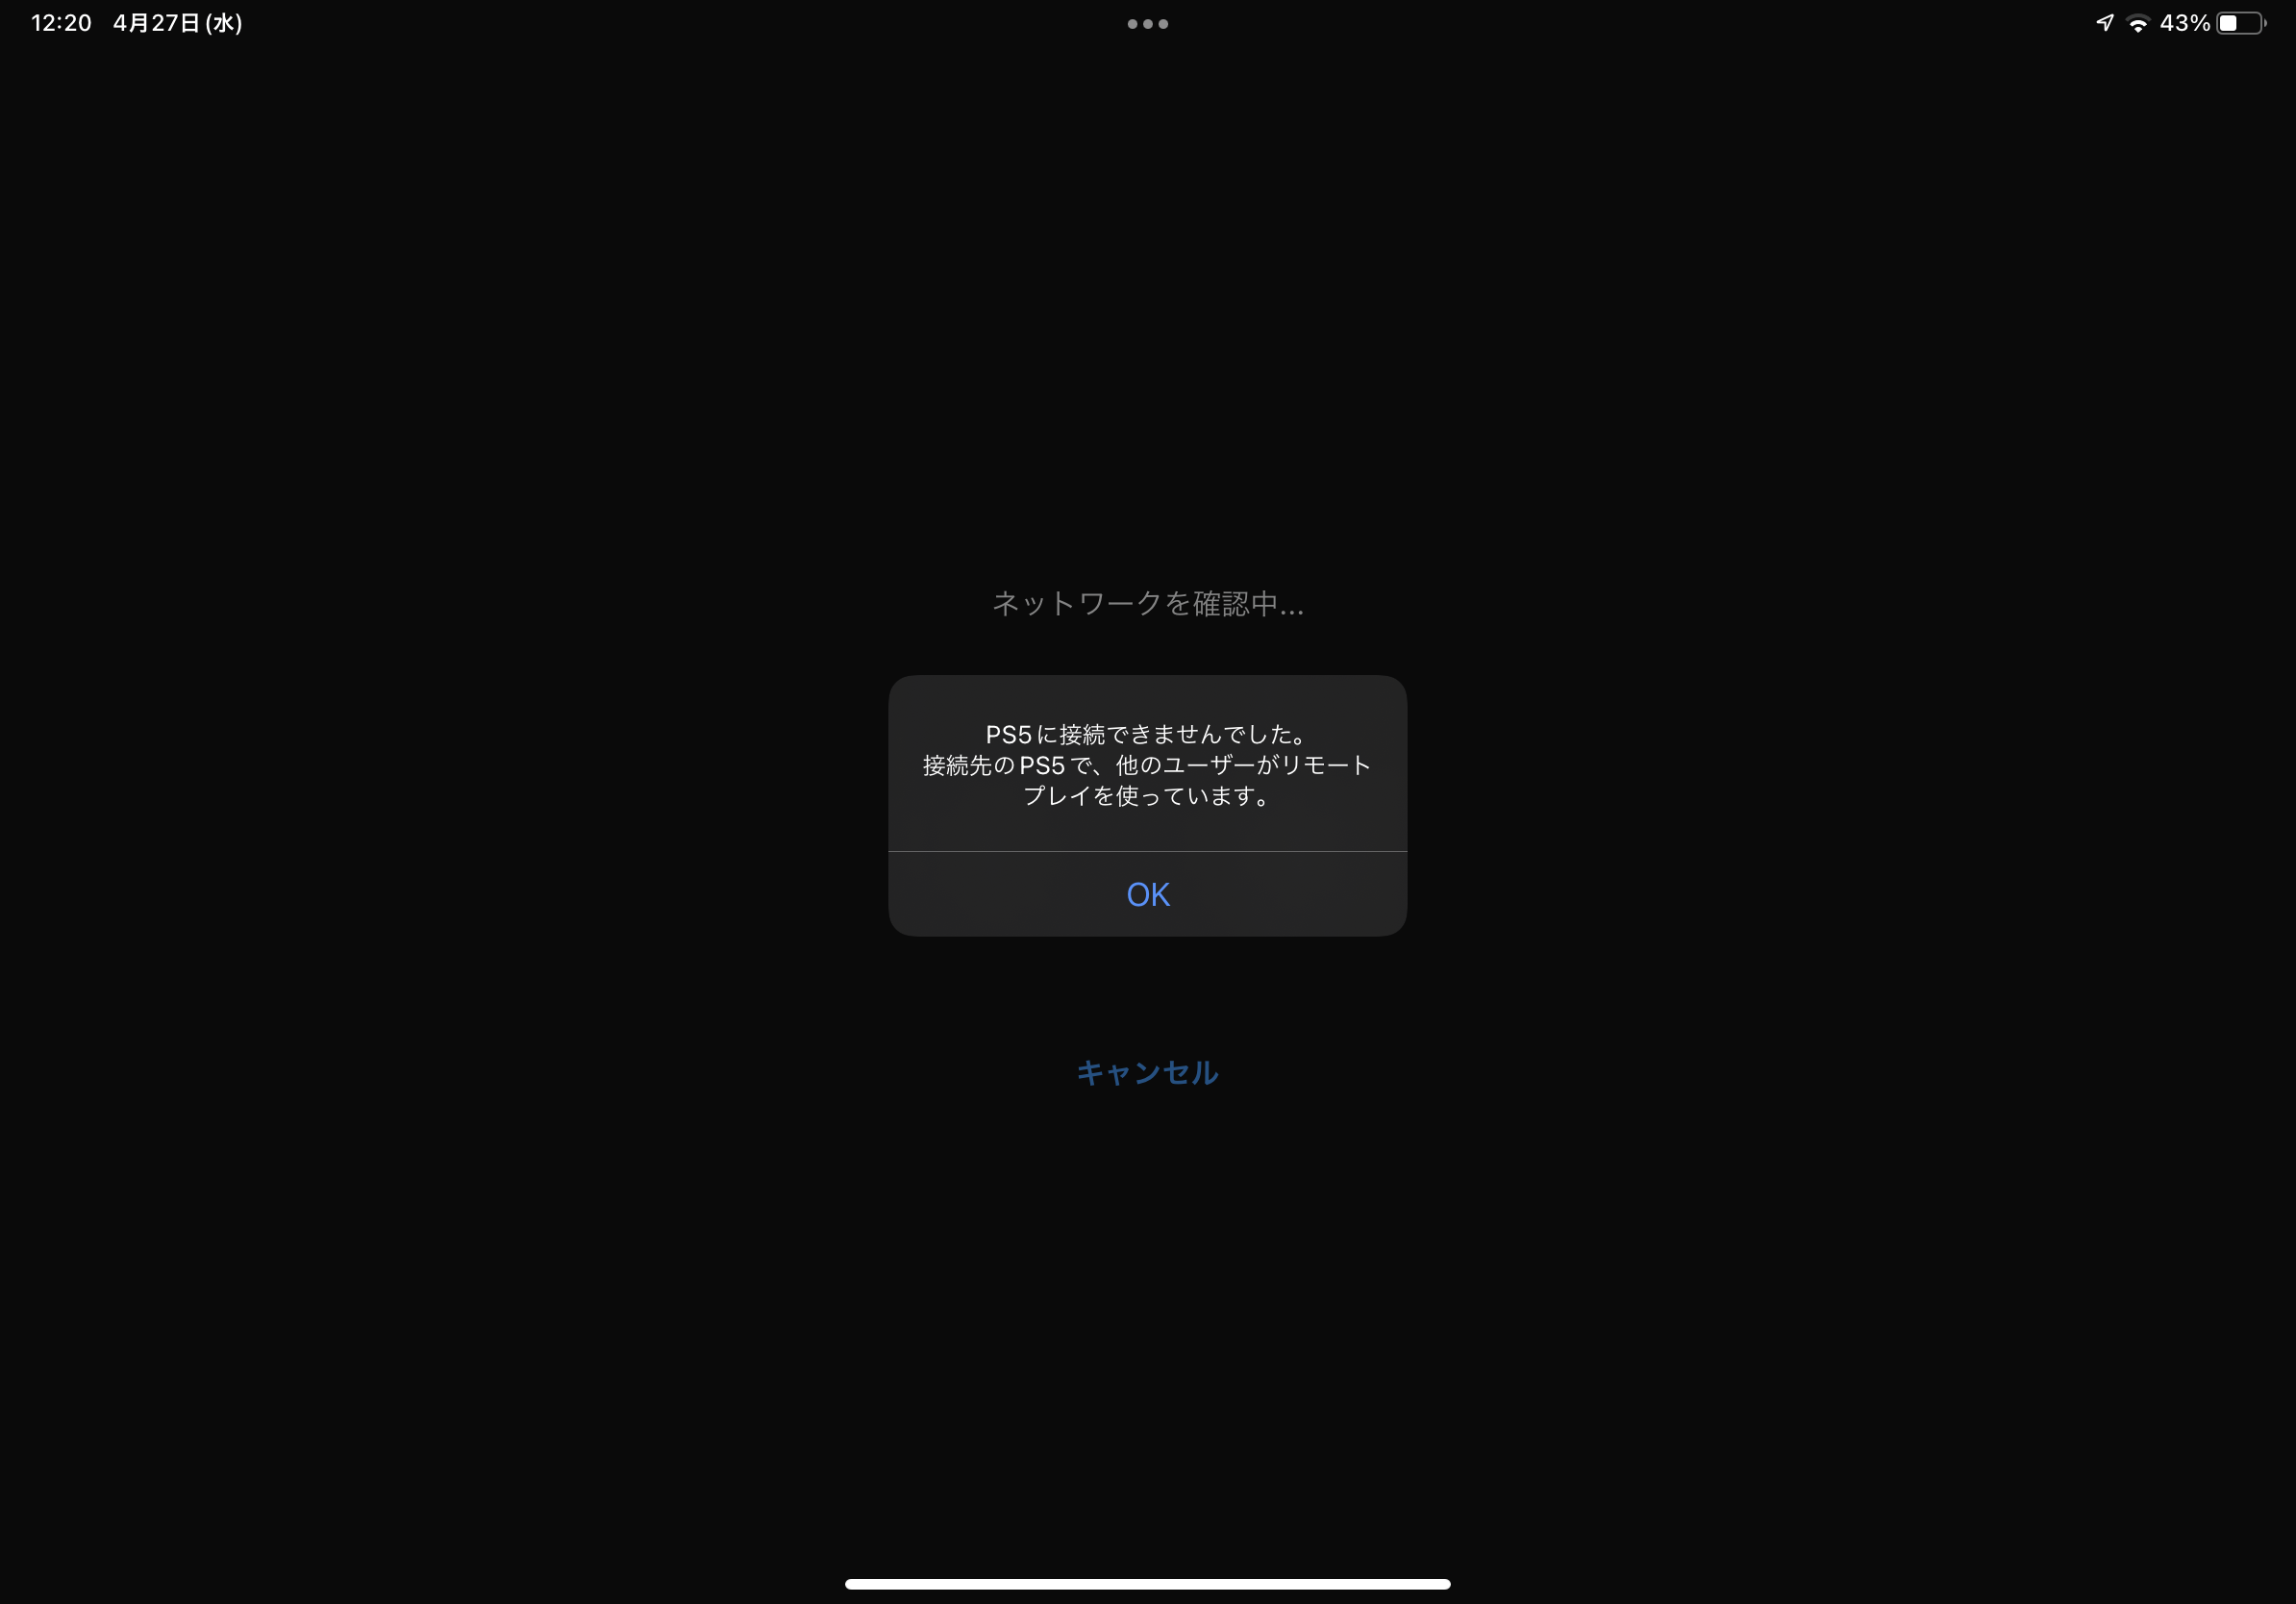 12:20 4月27日(水)
43%
ネットワークを確認中...
PS5に接続できませんでした。
接続先のPS5で、他のユーザーがリモート
プレイを使っています。
OK
キャンセル